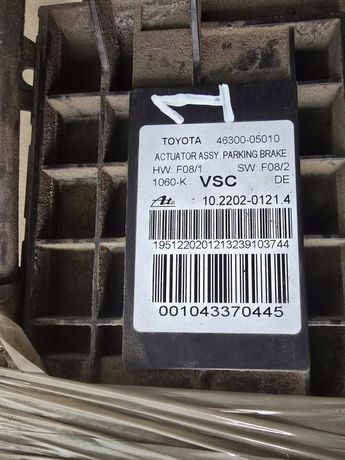 TOYOTA 46300-05010
ACTUATOR ASSY. PARKING BRAKE
HW: F08/1 SW: F08/2
1060-K VSC DE
Ate 10.2202-0121.4
19512202012132391037​44
001043370445